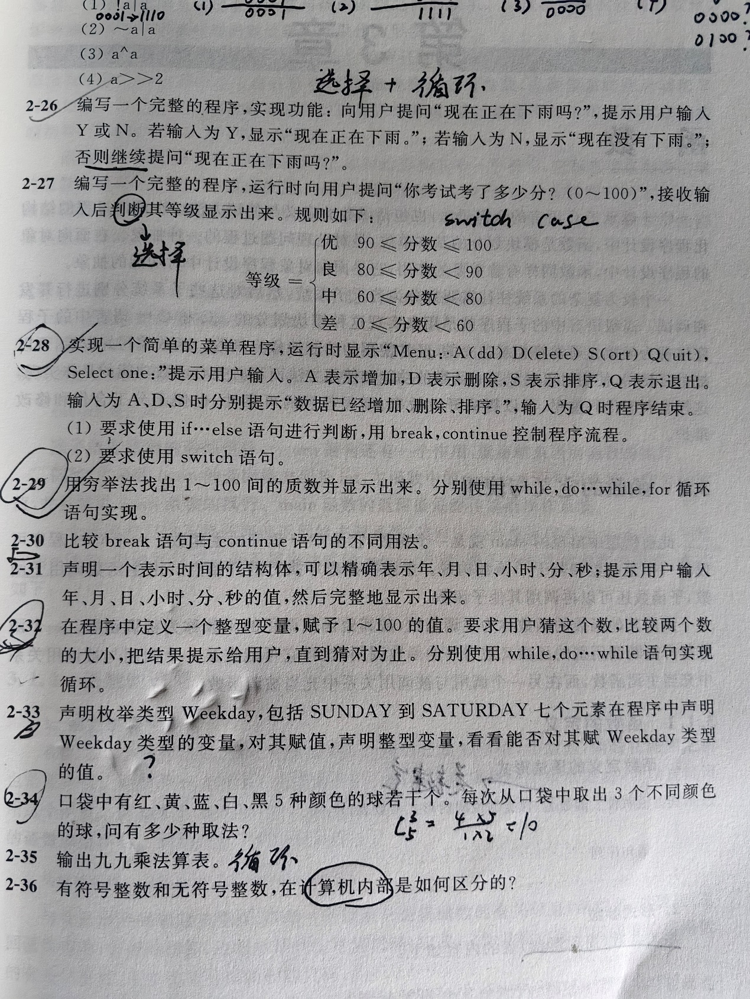 (1) !a|a
0001→1110
(1) 0001 (2) 1111 (3) 0000 (4) 0000?
0100?
(2) ～a|a
(3) a^a
(4) a>>2
选择 + 循环.
2-26 编写一个完整的程序,实现功能: 向用户提问“现在正在下雨吗?”,提示用户输入
Y 或 N。若输入为 Y,显示“现在正在下雨。”; 若输入为 N,显示“现在没有下雨。”;
否则继续提问“现在正在下雨吗?”。
2-27 编写一个完整的程序,运行时向用户提问“你考试考了多少分? (0～100)”,接收输
入后判断其等级显示出来。规则如下:
switch case
选择
等级 =
优 90 ≤ 分数 ≤ 100
良 80 ≤ 分数 < 90
中 60 ≤ 分数 < 80
差 0 ≤ 分数 < 60
2-28 实现一个简单的菜单程序,运行时显示“Menu: A(dd) D(elete) S(ort) Q(uit),
Select one:”提示用户输入。A 表示增加,D 表示删除,S 表示排序,Q 表示退出。
输入为 A、D、S 时分别提示“数据已经增加、删除、排序。”,输入为 Q 时程序结束。
(1) 要求使用 if…else 语句进行判断,用 break,continue 控制程序流程。
(2) 要求使用 switch 语句。
2-29 用穷举法找出 1～100 间的质数并显示出来。分别使用 while,do…while,for 循环
语句实现。
2-30 比较 break 语句与 continue 语句的不同用法。
2-31 声明一个表示时间的结构体,可以精确表示年、月、日、小时、分、秒;提示用户输入
年、月、日、小时、分、秒的值,然后完整地显示出来。
2-32 在程序中定义一个整型变量,赋予 1～100 的值。要求用户猜这个数,比较两个数
的大小,把结果提示给用户,直到猜对为止。分别使用 while,do…while 语句实现
循环。
2-33 声明枚举类型 Weekday,包括 SUNDAY 到 SATURDAY 七个元素在程序中声明
Weekday 类型的变量,对其赋值,声明整型变量,看看能否对其赋 Weekday 类型
的值。 ?
2-34 口袋中有红、黄、蓝、白、黑 5 种颜色的球若干个。每次从口袋中取出 3 个不同颜色
的球,问有多少种取法?
C₅³ = 4×5 / 1×2 = 10
2-35 输出九九乘法算表。 循环
2-36 有符号整数和无符号整数,在计算机内部是如何区分的?